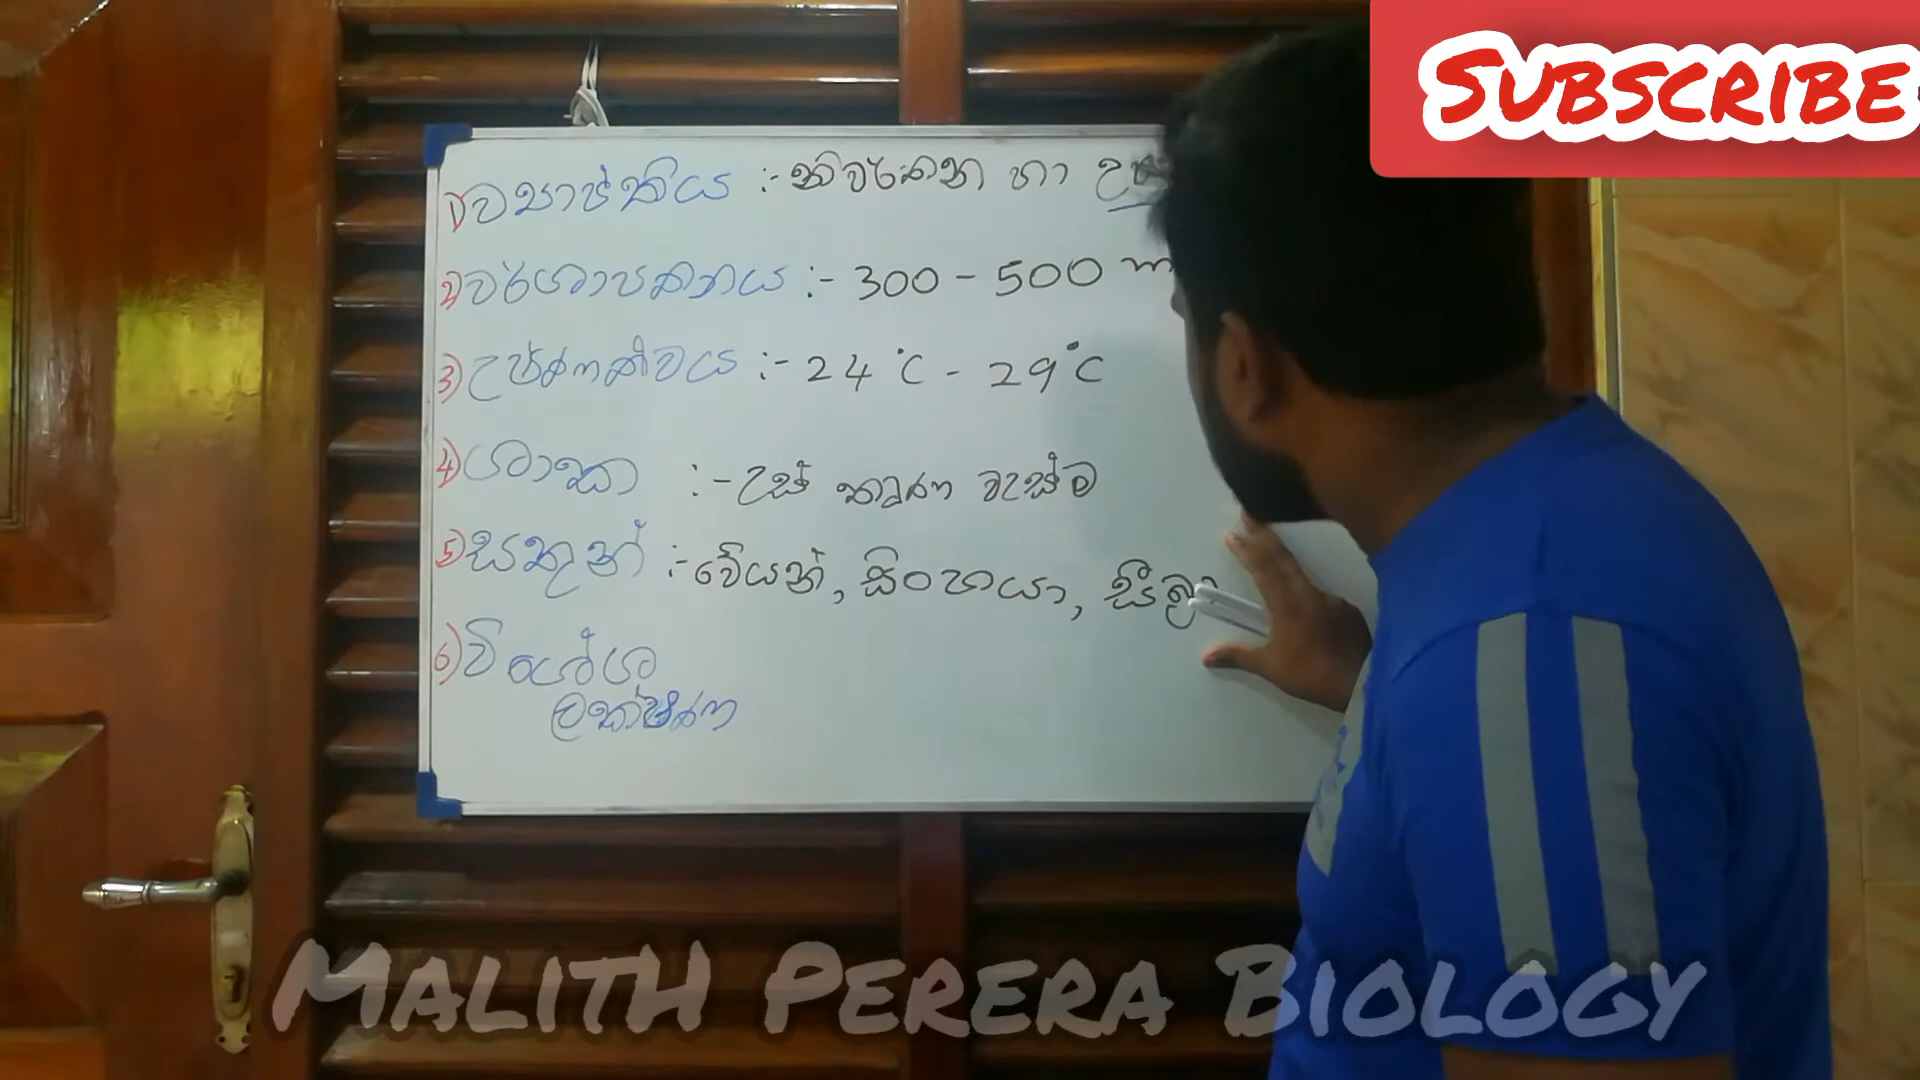 SUBSCRIBE
1) ව්‍යාප්තිය :- නිවර්තන හා
2) වර්ශාපතනය :- 300 - 500
3) උෂ්ණත්වය :- 24°C - 29°C
4) ශාක :- උස් තෘණ වැස්ම
5) සතුන් :- වේයන්, සිංහයා, සීබ්‍රා
6) විශේශ
ලක්ෂණ
MALITH PERERA BIOLOGY